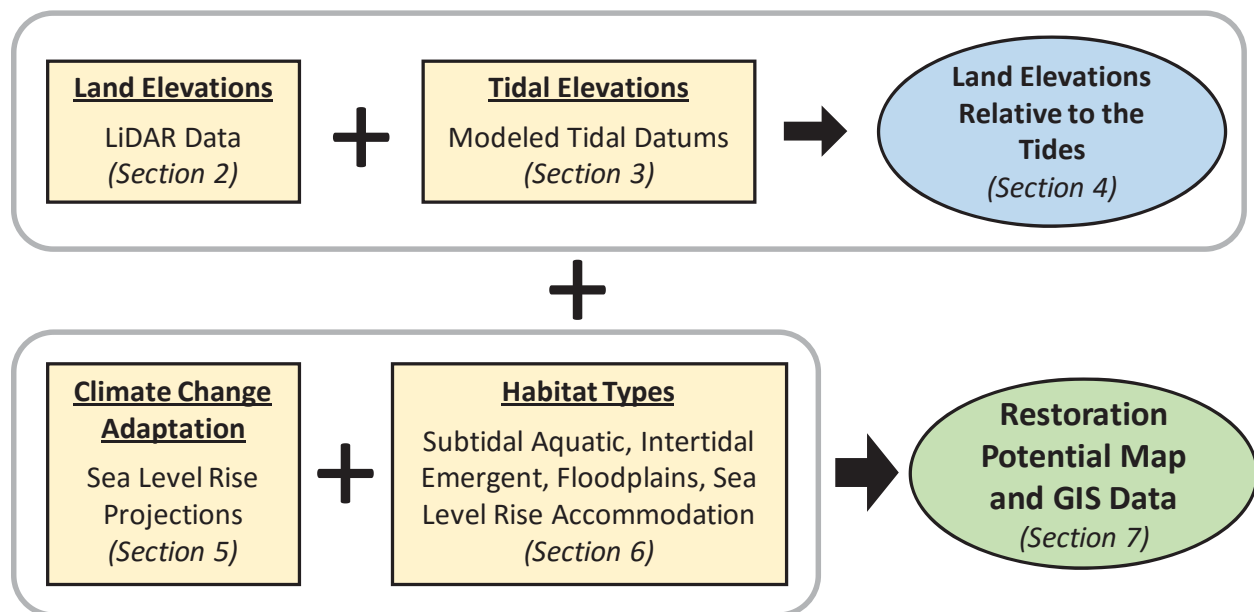 Land Elevations
LiDAR Data
(Section 2)
Tidal Elevations
Modeled Tidal Datums
(Section 3)
Land Elevations
Relative to the
Tides
(Section 4)
Climate Change
Adaptation
Sea Level Rise
Projections
(Section 5)
Habitat Types
Subtidal Aquatic, Intertidal
Emergent, Floodplains, Sea
Level Rise Accommodation
(Section 6)
Restoration
Potential Map
and GIS Data
(Section 7)